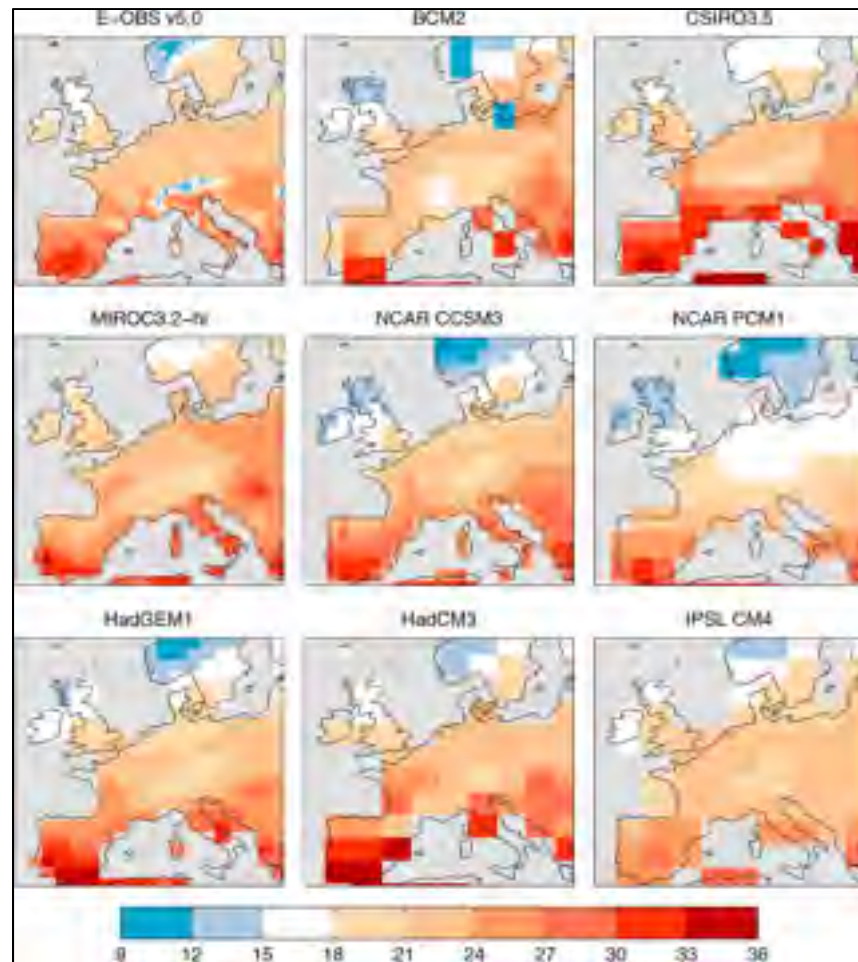 E-OBS v5.0 BCM2 CSIRO3.5
MIROC3.2-hi NCAR CCSM3 NCAR PCM1
HadGEM1 HadCM3 IPSL CM4
9 12 15 18 21 24 27 30 33 36